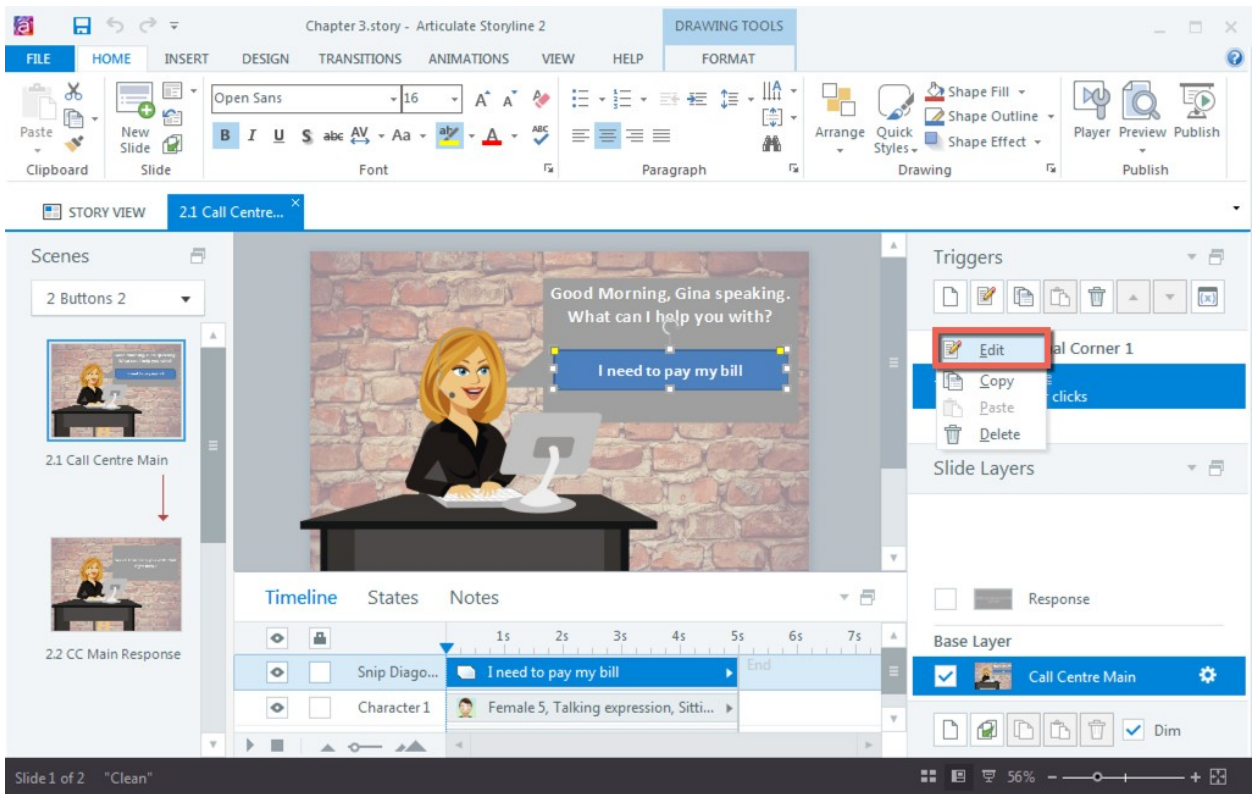 Chapter 3.story - Articulate Storyline 2
DRAWING TOOLS
FILE HOME INSERT DESIGN TRANSITIONS ANIMATIONS VIEW HELP FORMAT
Paste
New Slide
Open Sans 16
B I U S abc AV Aa aby A ABC
Arrange
Quick Styles
Shape Fill
Shape Outline
Shape Effect
Player Preview Publish
Clipboard Slide Font Paragraph Drawing Publish
STORY VIEW 2.1 Call Centre...
Scenes
2 Buttons 2
2.1 Call Centre Main
2.2 CC Main Response
Good Morning, Gina speaking.
What can I help you with?
I need to pay my bill
Timeline States Notes
1s 2s 3s 4s 5s 6s 7s
Snip Diago... I need to pay my bill End
Character 1 Female 5, Talking expression, Sitti...
Triggers
al Corner 1
clicks
Edit
Copy
Paste
Delete
Slide Layers
Response
Base Layer
Call Centre Main
Dim
Slide 1 of 2 "Clean" 56%